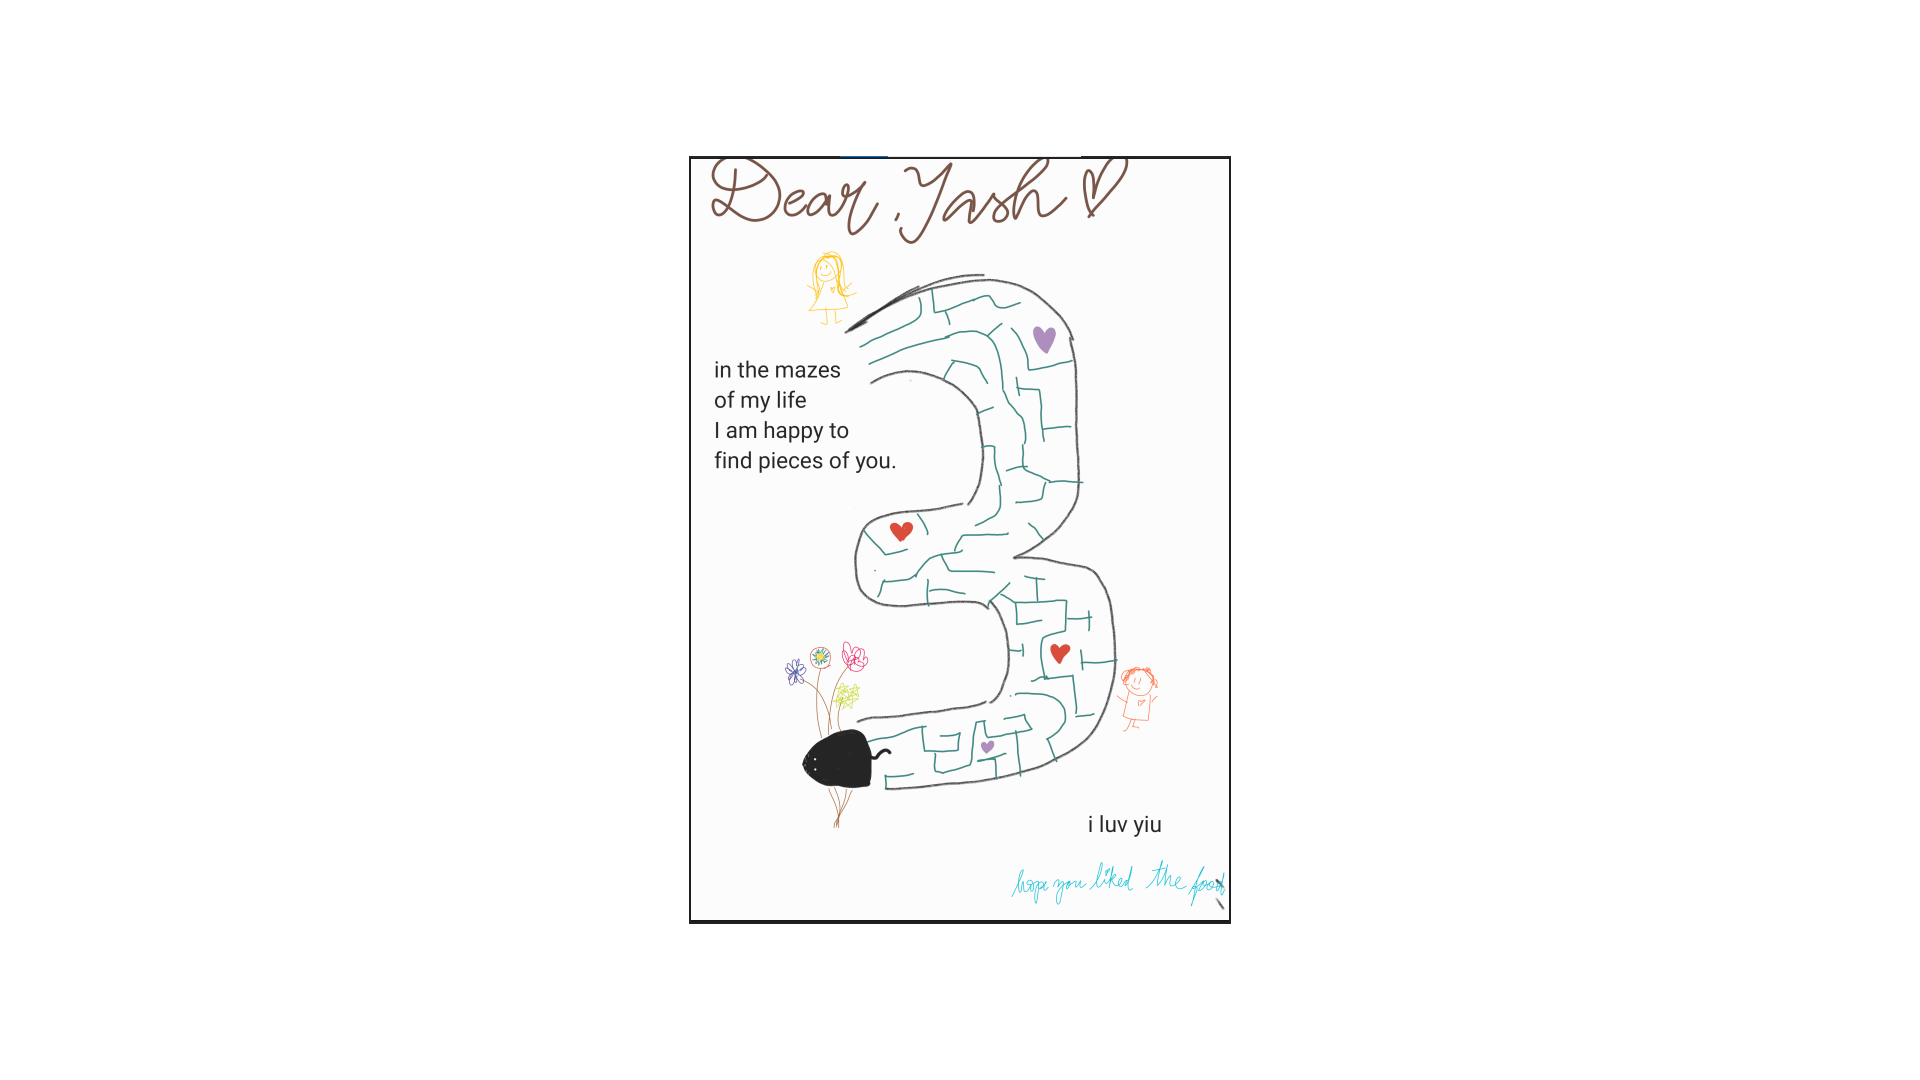 Dear Yash
in the mazes
of my life
I am happy to
find pieces of you.
i luv yiu
hope you liked the food